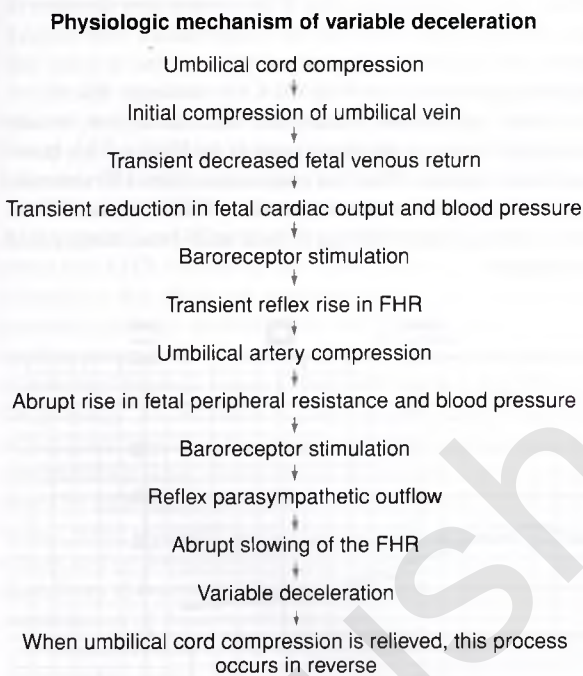 Physiologic mechanism of variable deceleration
Umbilical cord compression
Initial compression of umbilical vein
Transient decreased fetal venous return
Transient reduction in fetal cardiac output and blood pressure
Baroreceptor stimulation
Transient reflex rise in FHR
Umbilical artery compression
Abrupt rise in fetal peripheral resistance and blood pressure
Baroreceptor stimulation
Reflex parasympathetic outflow
Abrupt slowing of the FHR
Variable deceleration
When umbilical cord compression is relieved, this process
occurs in reverse